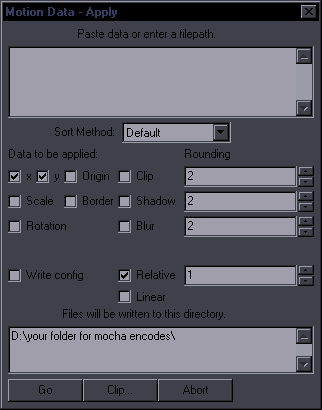 Motion Data - Apply
Paste data or enter a filepath.
Sort Method: Default
Data to be applied: Rounding
x y Origin Clip 2
Scale Border Shadow 2
Rotation Blur 2
Write config Relative 1
Linear
Files will be written to this directory.
D:\your folder for mocha encodes\
Go Clip... Abort